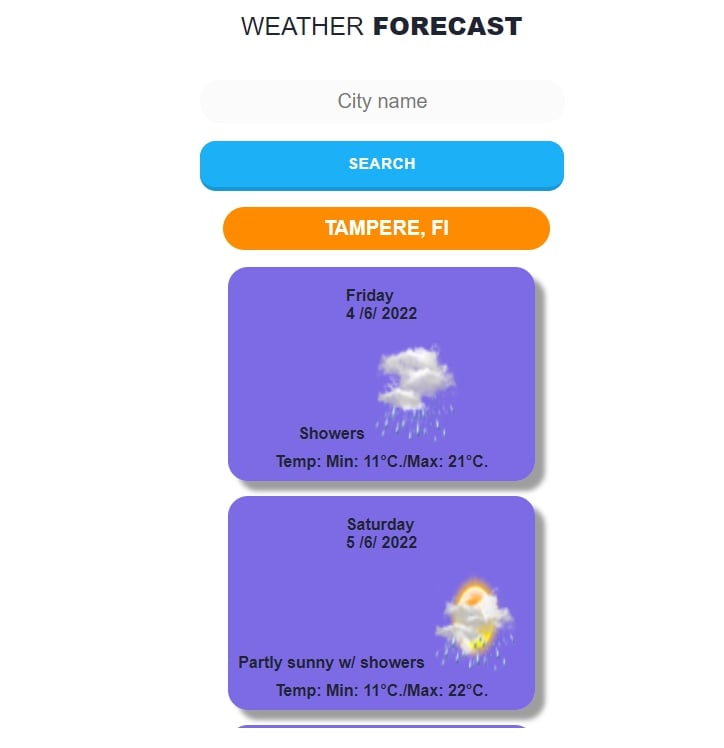 WEATHER FORECAST
City name
SEARCH
TAMPERE, FI
Friday
4 /6/ 2022
Showers
Temp: Min: 11°C./Max: 21°C.
Saturday
5 /6/ 2022
Partly sunny w/ showers
Temp: Min: 11°C./Max: 22°C.